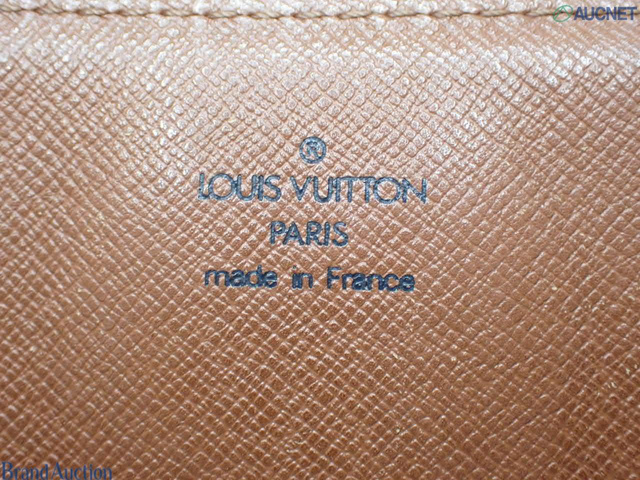 AUCNET
®
LOUIS VUITTON
PARIS
made in France
BrandAuction